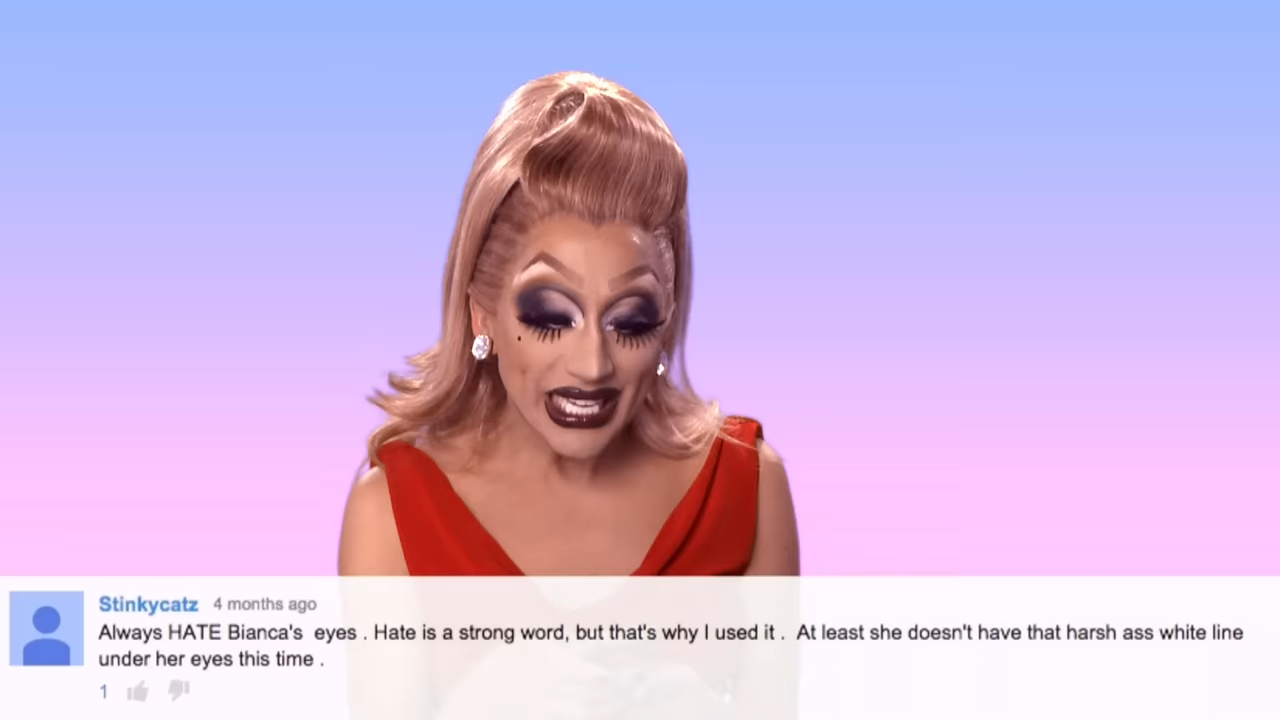 Stinkycatz 4 months ago
Always HATE Bianca's  eyes . Hate is a strong word, but that's why I used it .  At least she doesn't have that harsh ass white line
under her eyes this time .
1